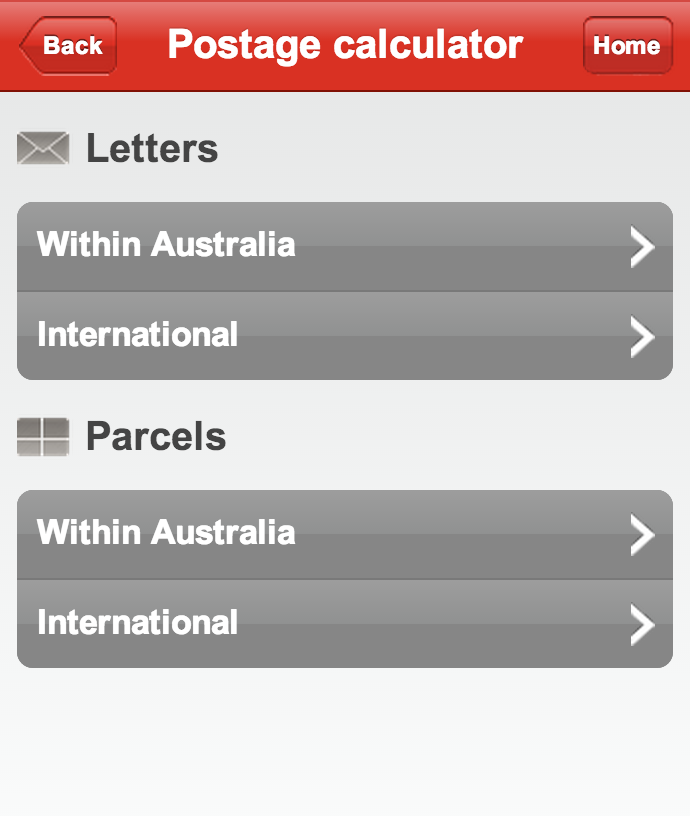 Back
Postage calculator
Home
Letters
Within Australia
International
Parcels
Within Australia
International